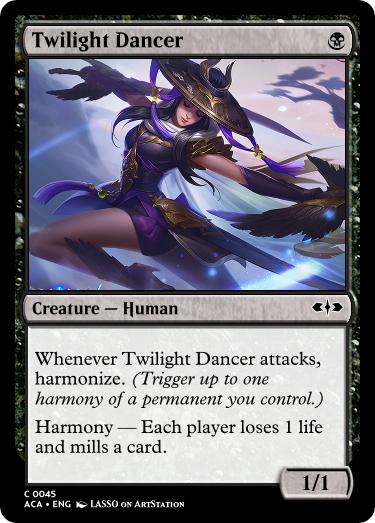 Twilight Dancer
Creature — Human
Whenever Twilight Dancer attacks,
harmonize. (Trigger up to one
harmony of a permanent you control.)
Harmony — Each player loses 1 life
and mills a card.
1/1
C 0045
ACA • ENG LASSO on ArtStation